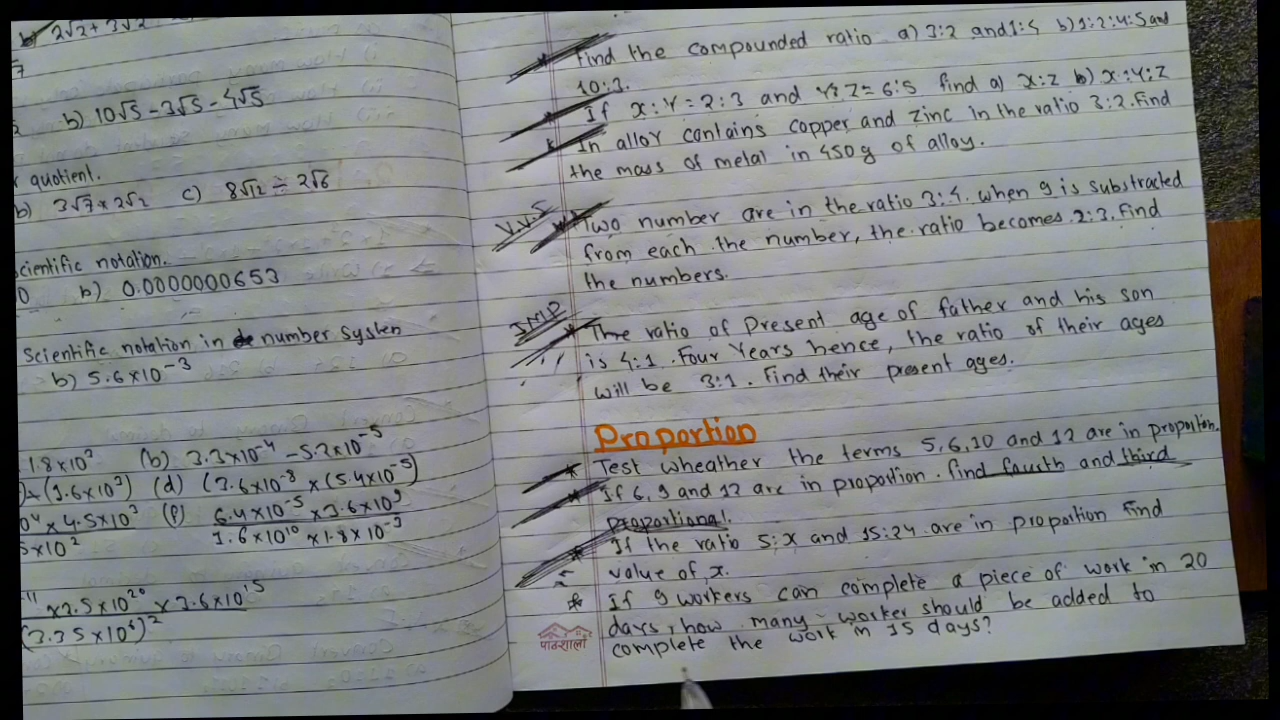 b) 2√2 + 3√2
7
b) 10√5 - 3√5 - 4√5
quotient.
b) 3√7 × 2√2 c) 8√12 ÷ 2√6
scientific notation.
0 b) 0.0000000653
Scientific notation in number System
b) 5.6×10⁻³
1.8×10² (b) 3.3×10⁻⁴ - 5.2×10⁻⁵
(1.6×10³) (d) (2.6×10⁻⁸ × (5.4×10⁻⁵)
× 4.5×10³ (f) 6.4×10⁻⁵ × 3.6×10⁹
5×10² 1.6×10¹⁰ × 1.8×10⁻³
×2.5×10²⁰ × 3.6×10¹⁵
Find the compounded ratio a) 3:2 and 1:4 b) 1:2:4:5 and
10:3.
If x:Y = 2:3 and Y:Z = 6:5 find a) x:z b) x:y:z
In allor contains copper and zinc in the ratio 3:2. Find
the mass of metal in 450g of alloy.
V.V.I Two number are in the ratio 3:4. when 9 is substracted
from each the number, the ratio becomes 2:3. Find
the numbers.
IMP The ratio of Present age of father and his son
is 4:1. Four Years hence, the ratio of their ages
will be 3:1. Find their present ages.
Proportion
Test wheather the terms 5,6,10 and 12 are in proportion.
If 6, 9 and 12 are in proportion. find fourth and third
proportional.
If the ratio 5:x and 15:24 are in proportion Find
value of x.
If 9 workers can complete a piece of work in 20
days, how many worker should be added to
complete the work in 15 days?
पाठशाला